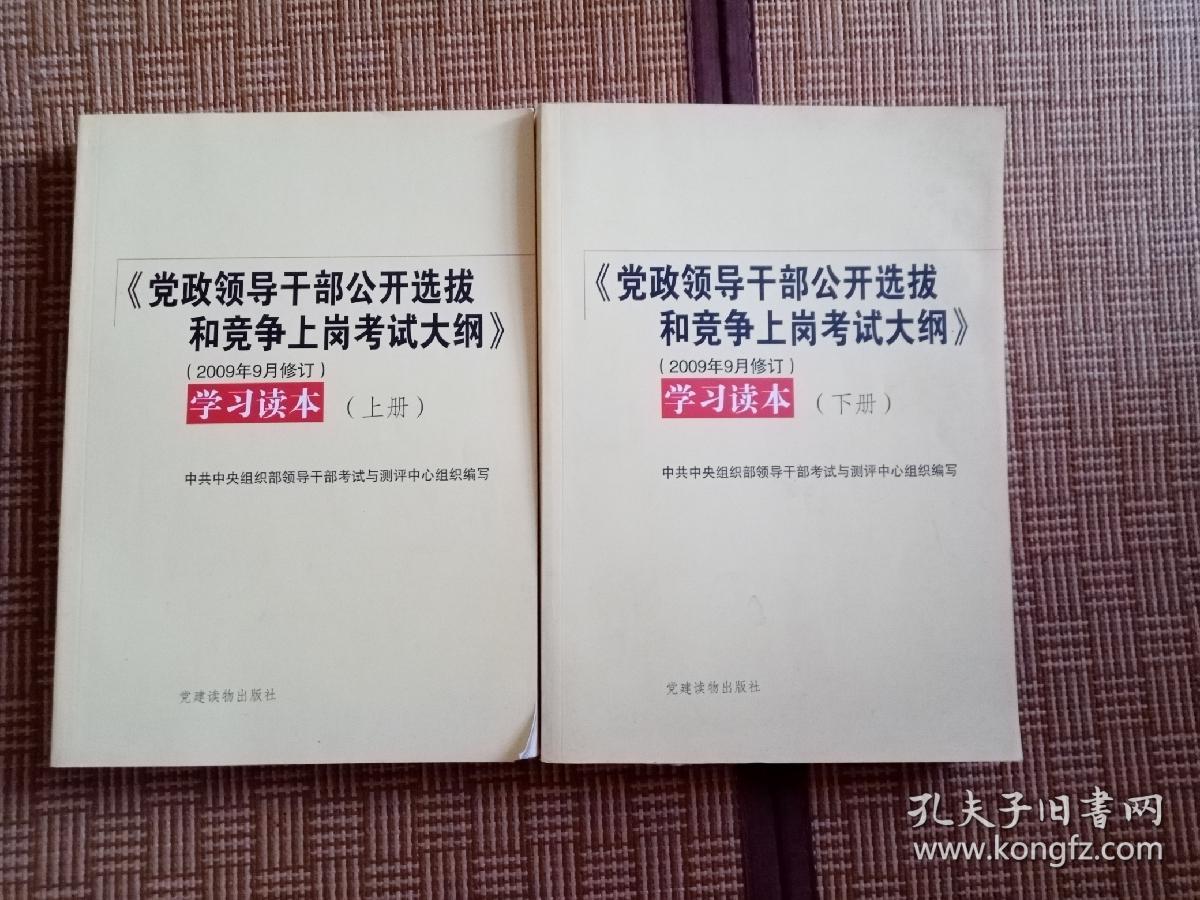 《党政领导干部公开选拔
和竞争上岗考试大纲》
(2009年9月修订)
学习读本 (上册)
中共中央组织部领导干部考试与测评中心组织编写
党建读物出版社
《党政领导干部公开选拔
和竞争上岗考试大纲》
(2009年9月修订)
学习读本 (下册)
中共中央组织部领导干部考试与测评中心组织编写
党建读物出版社
孔夫子旧書网
www.kongfz.com